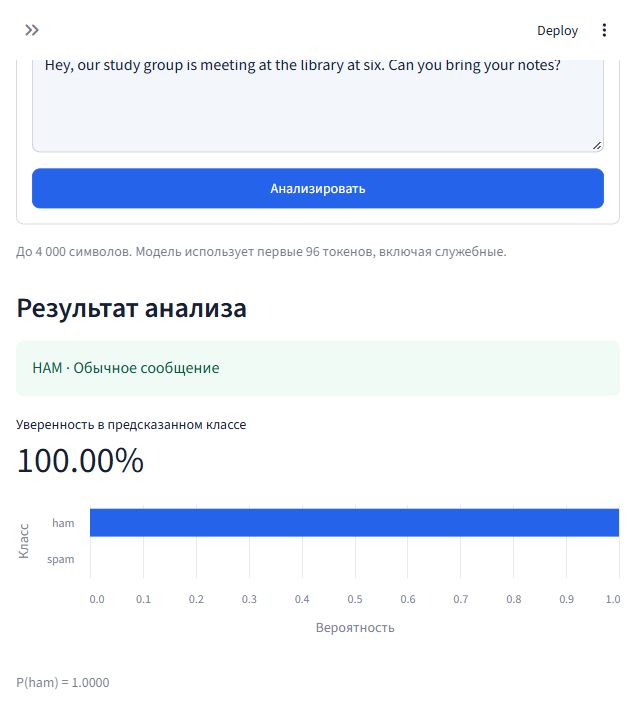 Deploy
Hey, our study group is meeting at the library at six. Can you bring your notes?
Анализировать
До 4 000 символов. Модель использует первые 96 токенов, включая служебные.
Результат анализа
HAM · Обычное сообщение
Уверенность в предсказанном классе
100.00%
Класс
ham
spam
0.0 0.1 0.2 0.3 0.4 0.5 0.6 0.7 0.8 0.9 1.0
Вероятность
P(ham) = 1.0000